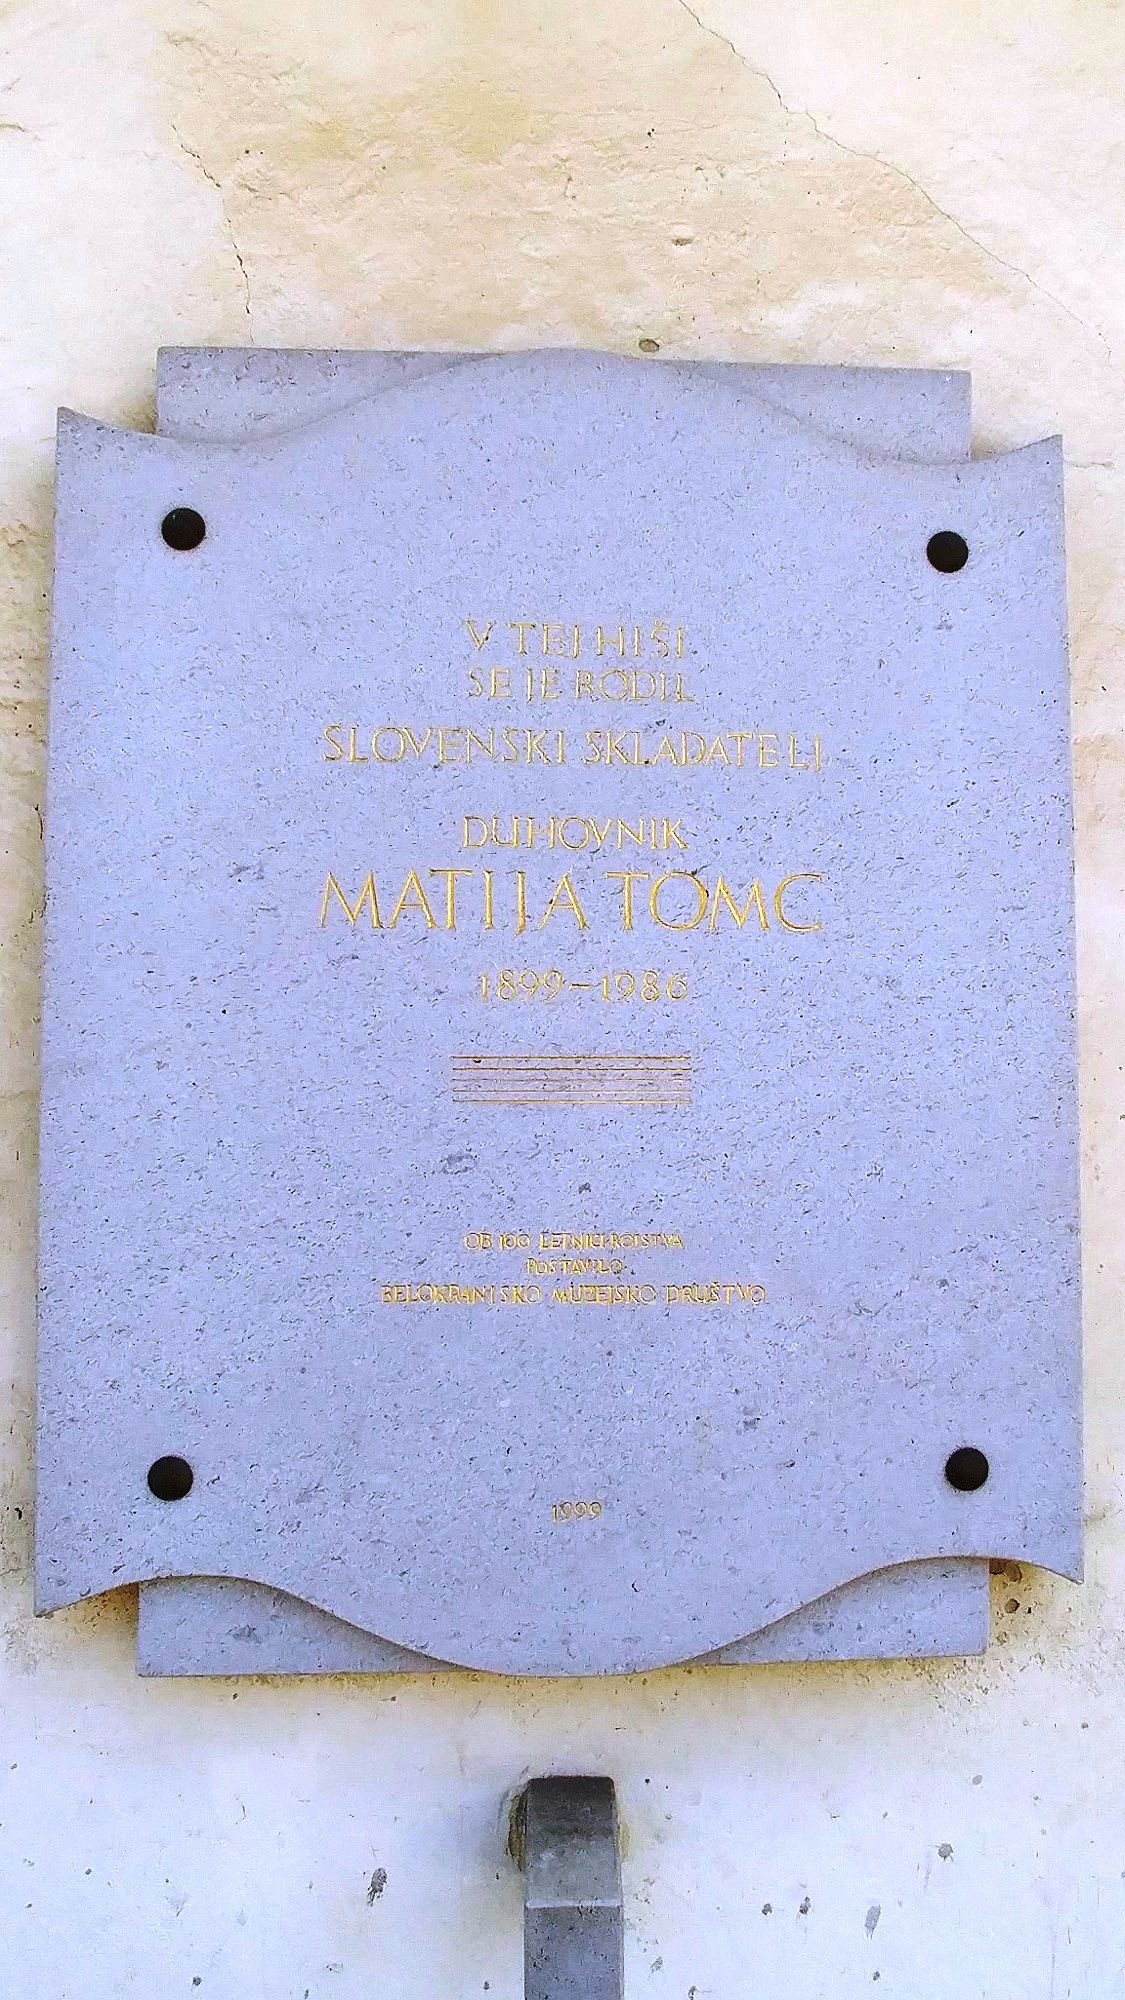 V TEJ HIŠI
SE JE RODIL
SLOVENSKI SKLADATELJ
DUHOVNIK
MATIJA TOMC
1899–1986
OB 100 LETNICI ROJSTVA
POSTAVILO
BELOKRANJSKO MUZEJSKO DRUŠTVO
1999